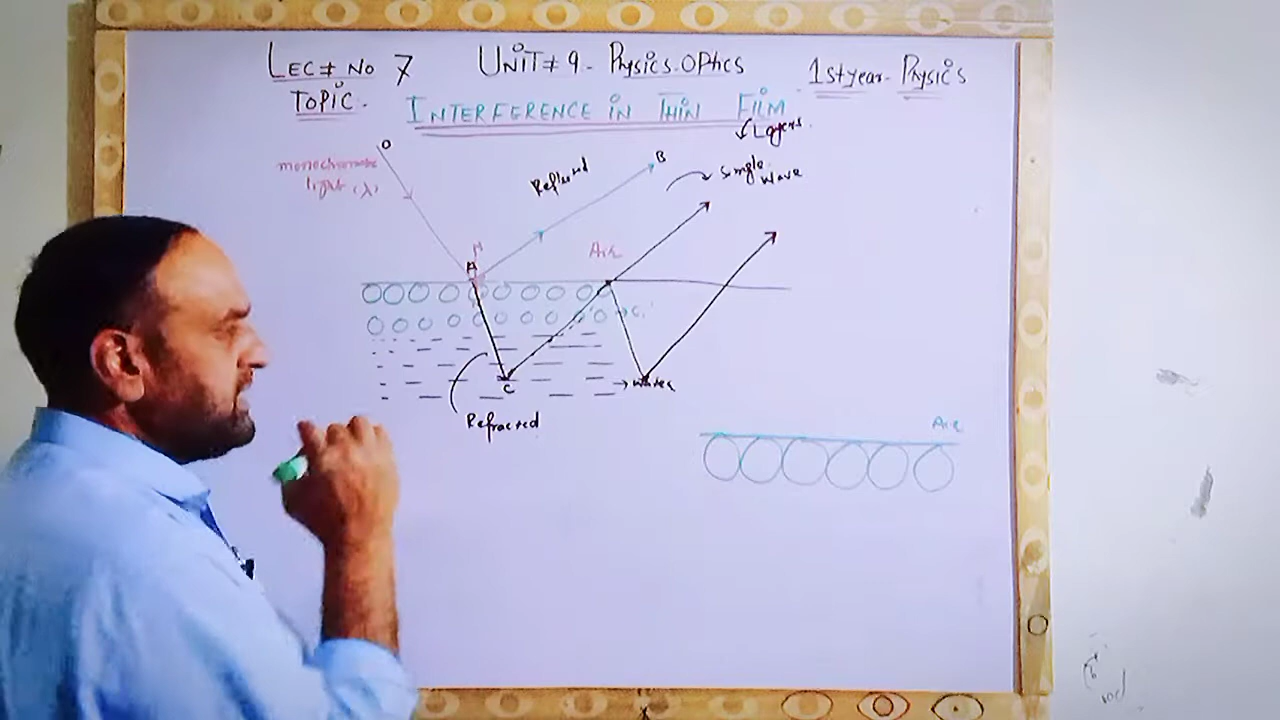 LEC# NO 7 UNIT# 9 - PHYSICS.OPTICS 1st year - PHYSICS
TOPIC. INTERFERENCE IN THIN FILM
Layers.
O
monochromatic
light (λ)
Reflected
B
Single
wave
A
Air
C
water
Refracted
Air